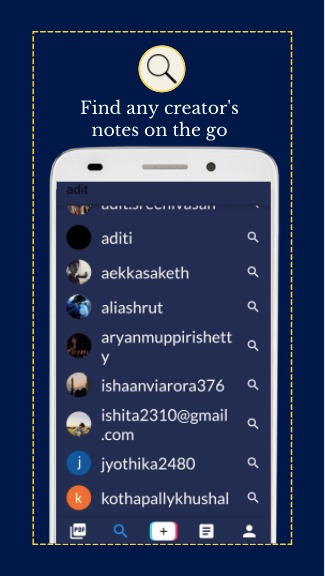 Find any creator's
notes on the go
adit
adit.sreenivasan
aditi
aekkasaketh
aliashrut
aryanmuppirishett
y
ishaanviarora376
ishita2310@gmail
.com
j jyothika2480
k kothapallykhushal
PDF